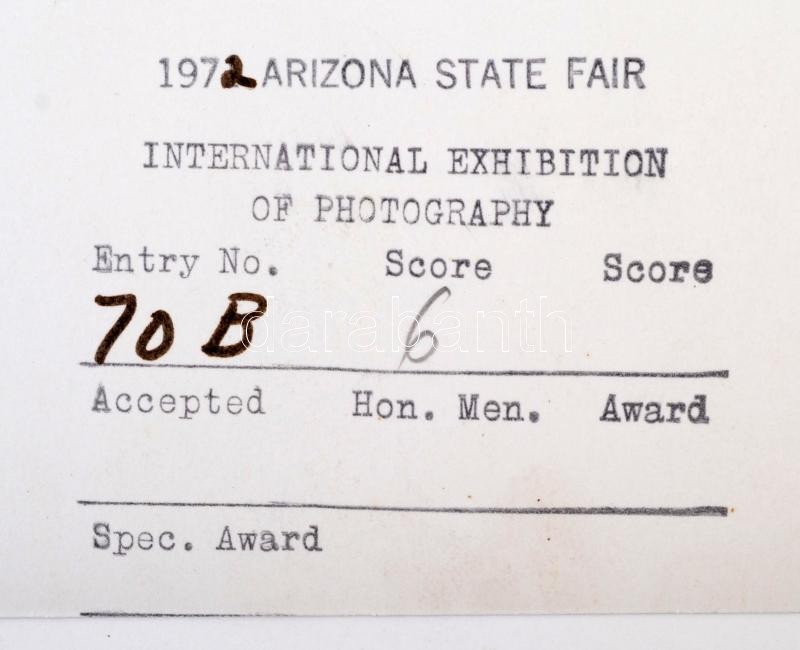 1972 ARIZONA STATE FAIR
INTERNATIONAL EXHIBITION
OF PHOTOGRAPHY
Entry No. Score Score
70 B 6
darabanth
Accepted Hon. Men. Award
Spec. Award